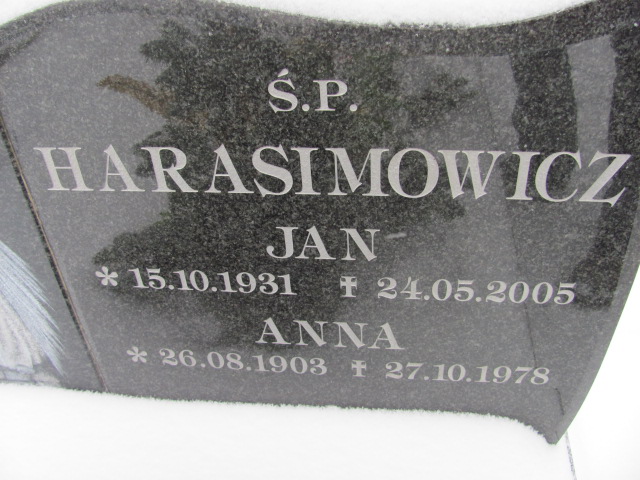 Ś.P.
HARASIMOWICZ
JAN
* 15.10.1931 ✝ 24.05.2005
ANNA
* 26.08.1903 ✝ 27.10.1978